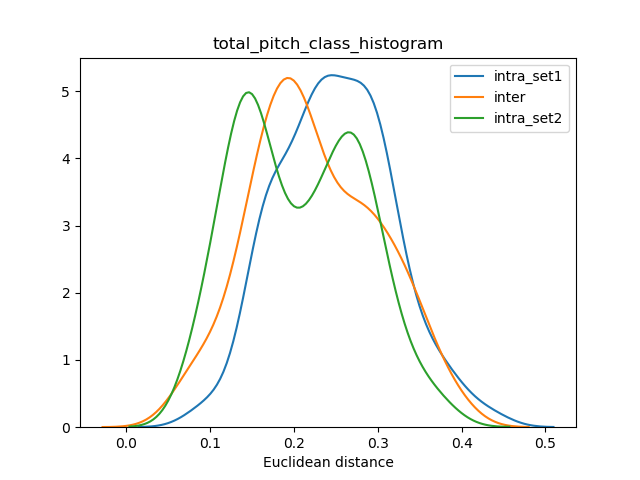 total_pitch_class_histogram
intra_set1
inter
intra_set2
5
4
3
2
1
0
0.0 0.1 0.2 0.3 0.4 0.5
Euclidean distance